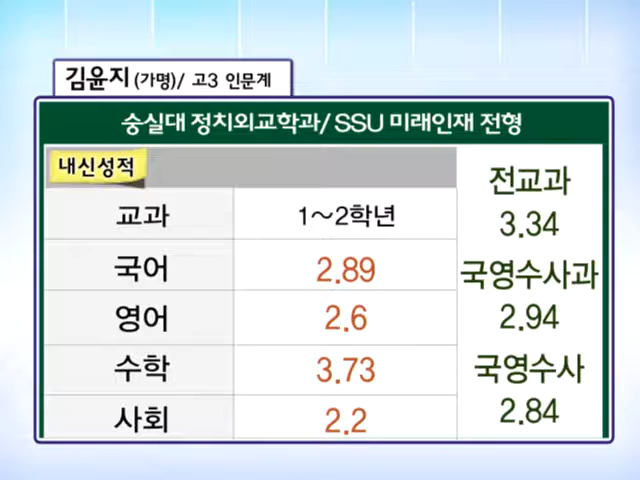 김윤지 (가명)/ 고3 인문계
숭실대 정치외교학과/ SSU 미래인재 전형
내신성적
교과 1~2학년
국어 2.89
영어 2.6
수학 3.73
사회 2.2
전교과
3.34
국영수사과
2.94
국영수사
2.84